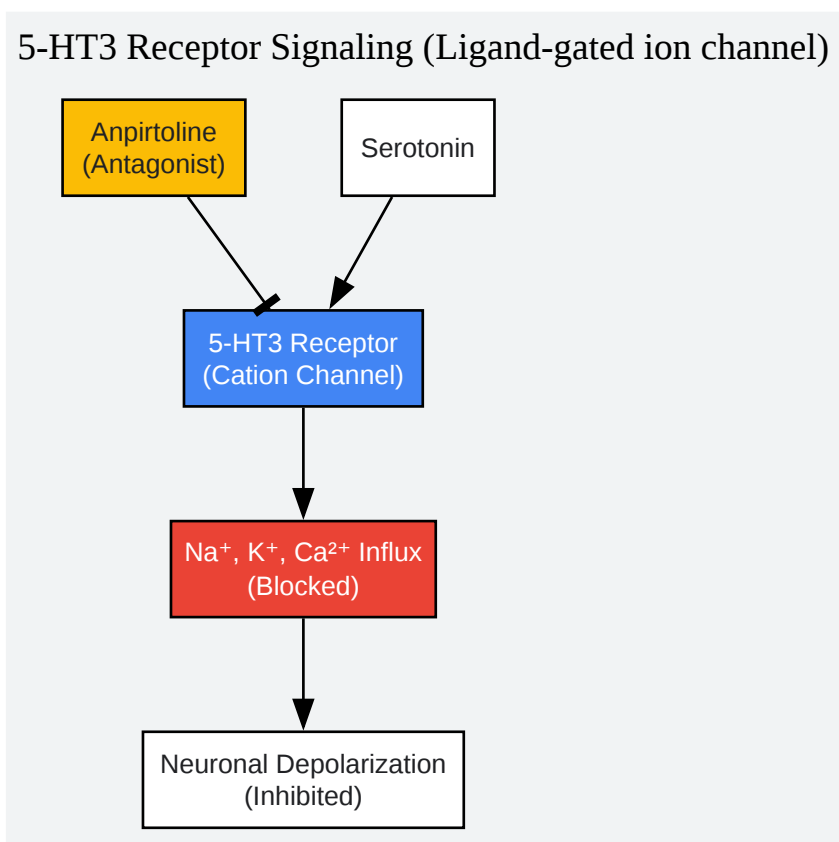 5-HT3 Receptor Signaling (Ligand-gated ion channel)
Anpirtoline
(Antagonist)
Serotonin
5-HT3 Receptor
(Cation Channel)
Na⁺, K⁺, Ca²⁺ Influx
(Blocked)
Neuronal Depolarization
(Inhibited)